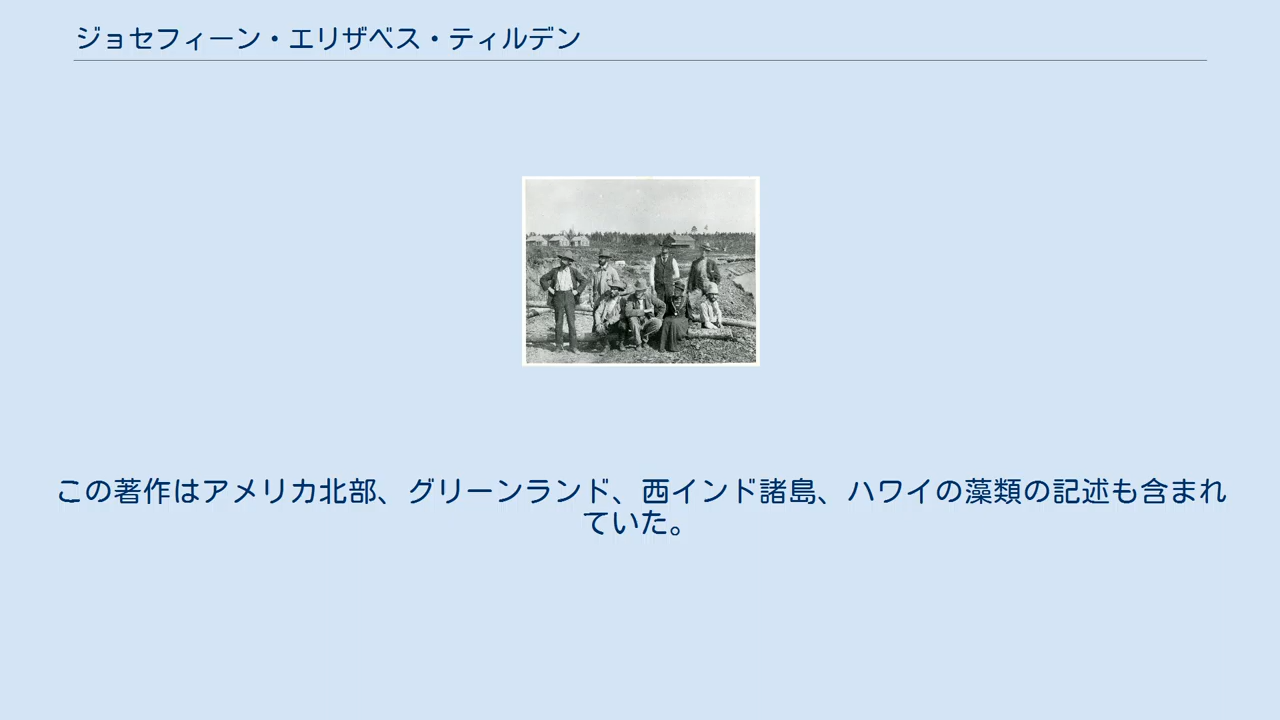 ジョセフィーン・エリザベス・ティルデン
この著作はアメリカ北部、グリーンランド、西インド諸島、ハワイの藻類の記述も含まれ
ていた。